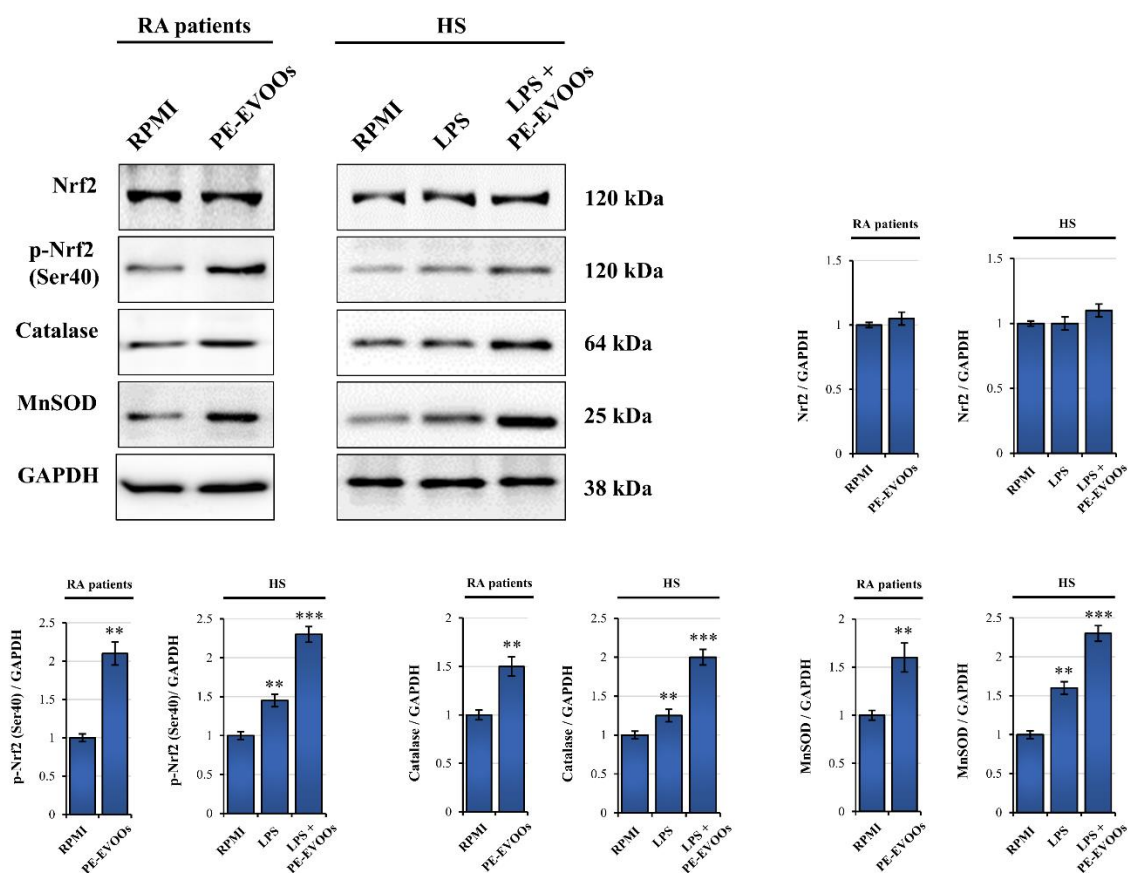 RA patients
HS
RPMI
PE-EVOOs
RPMI
LPS
LPS +
PE-EVOOs
Nrf2
120 kDa
p-Nrf2
(Ser40)
120 kDa
Catalase
64 kDa
MnSOD
25 kDa
GAPDH
38 kDa
RA patients
Nrf2 / GAPDH
1.5
1
0.5
0
RPMI
PE-EVOOs
HS
Nrf2 / GAPDH
1.5
1
0.5
0
RPMI
LPS
LPS +
PE-EVOOs
RA patients
p-Nrf2 (Ser40) / GAPDH
2.5
2
1.5
1
0.5
0
**
RPMI
PE-EVOOs
HS
p-Nrf2 (Ser40)/ GAPDH
2.5
2
1.5
1
0.5
0
**
***
RPMI
LPS
LPS +
PE-EVOOs
RA patients
Catalase / GAPDH
2
1.5
1
0.5
0
**
RPMI
PE-EVOOs
HS
Catalase / GAPDH
2.5
2
1.5
1
0.5
0
**
***
RPMI
LPS
LPS +
PE-EVOOs
RA patients
MnSOD / GAPDH
2
1.5
1
0.5
0
**
RPMI
PE-EVOOs
HS
MnSOD / GAPDH
2.5
2
1.5
1
0.5
0
**
***
RPMI
LPS
LPS +
PE-EVOOs